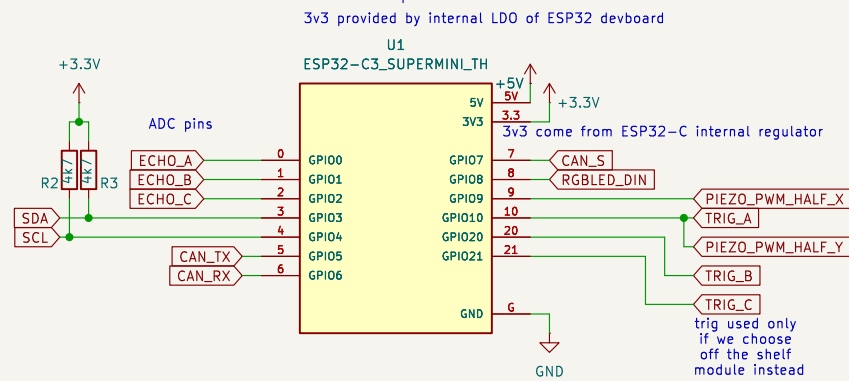 3v3 provided by internal LDO of ESP32 devboard
U1
ESP32-C3_SUPERMINI_TH
+3.3V
+5V
5V
5V
+3.3V
3V3
3.3
3v3 come from ESP32-C internal regulator
ADC pins
R2
4k7
4k7
R3
ECHO_A
0
GPIO0
GPIO7
7
CAN_S
ECHO_B
1
GPIO1
GPIO8
8
RGBLED_DIN
ECHO_C
2
GPIO2
GPIO9
9
PIEZO_PWM_HALF_X
SDA
3
GPIO3
GPIO10
10
TRIG_A
SCL
4
GPIO4
GPIO20
20
PIEZO_PWM_HALF_Y
CAN_TX
5
GPIO5
GPIO21
21
CAN_RX
6
GPIO6
TRIG_B
TRIG_C
GND
G
GND
trig used only
if we choose
off the shelf
module instead